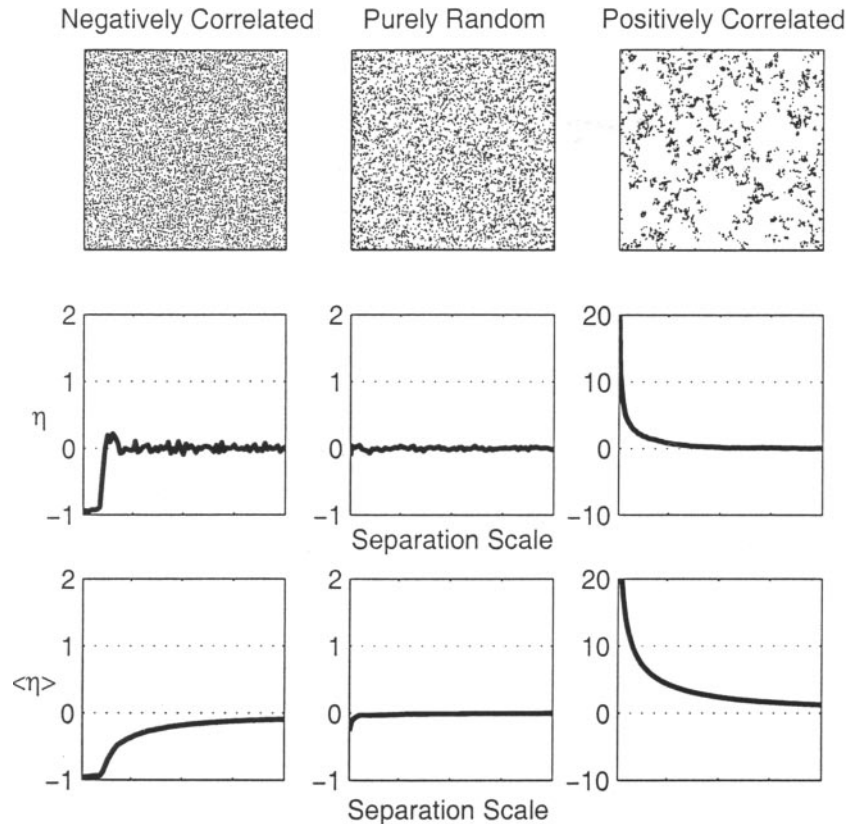 Negatively Correlated Purely Random Positively Correlated
2 2 20
1 1 10
η 0 0 0
−1 −1 −10
Separation Scale
2 2 20
1 1 10
<η> 0 0 0
−1 −1 −10
Separation Scale